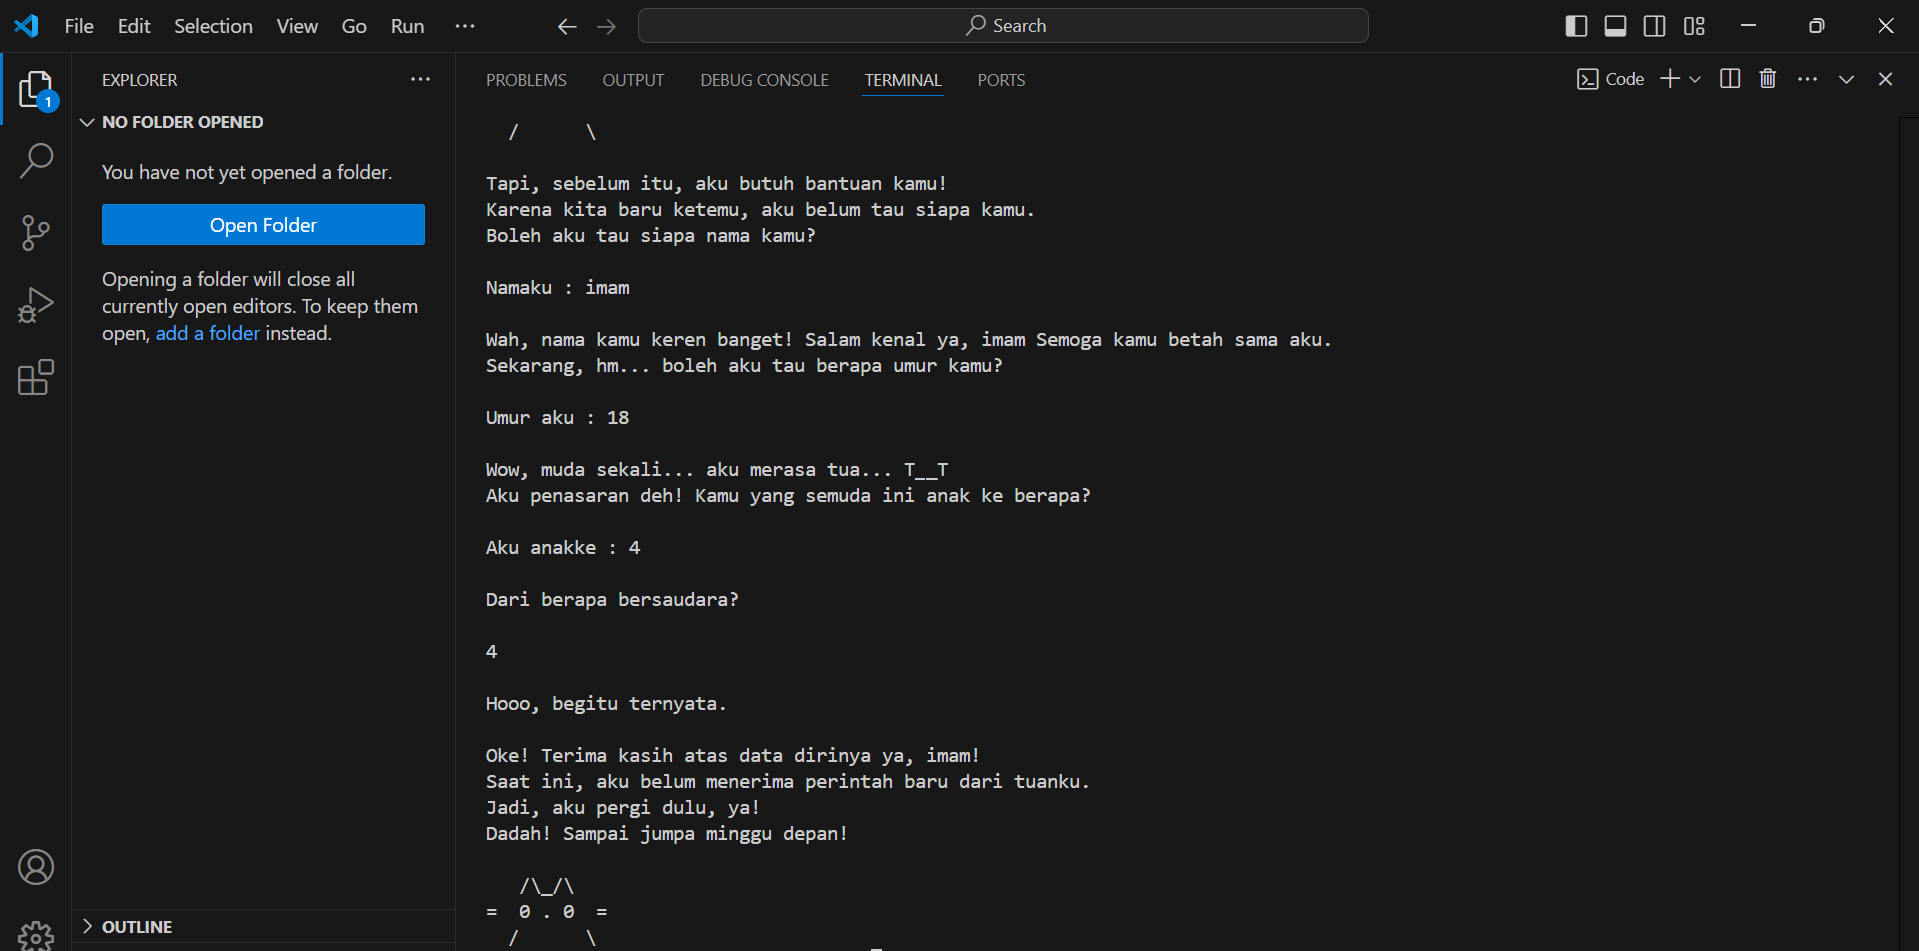 File Edit Selection View Go Run ···
Search
EXPLORER ···
NO FOLDER OPENED
You have not yet opened a folder.
Open Folder
Opening a folder will close all
currently open editors. To keep them
open, add a folder instead.
OUTLINE
1
PROBLEMS OUTPUT DEBUG CONSOLE TERMINAL PORTS
Code
/      \
Tapi, sebelum itu, aku butuh bantuan kamu!
Karena kita baru ketemu, aku belum tau siapa kamu.
Boleh aku tau siapa nama kamu?
Namaku : imam
Wah, nama kamu keren banget! Salam kenal ya, imam Semoga kamu betah sama aku.
Sekarang, hm... boleh aku tau berapa umur kamu?
Umur aku : 18
Wow, muda sekali... aku merasa tua... T__T
Aku penasaran deh! Kamu yang semuda ini anak ke berapa?
Aku anakke : 4
Dari berapa bersaudara?
4
Hooo, begitu ternyata.
Oke! Terima kasih atas data dirinya ya, imam!
Saat ini, aku belum menerima perintah baru dari tuanku.
Jadi, aku pergi dulu, ya!
Dadah! Sampai jumpa minggu depan!
/\_/\
=  0 . 0  =
/      \